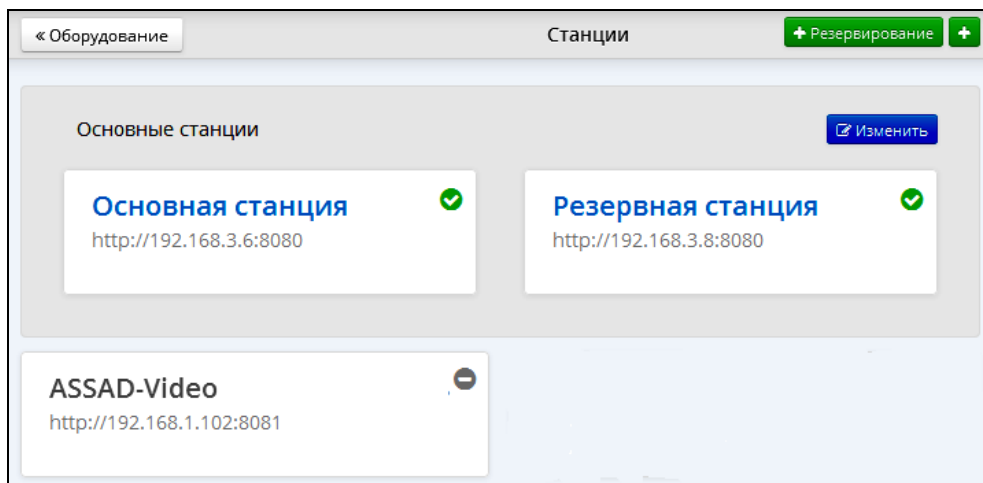 « Оборудование Станции + Резервирование +
Основные станции Изменить
Основная станция Резервная станция
http://192.168.3.6:8080 http://192.168.3.8:8080
ASSAD-Video
http://192.168.1.102:8081